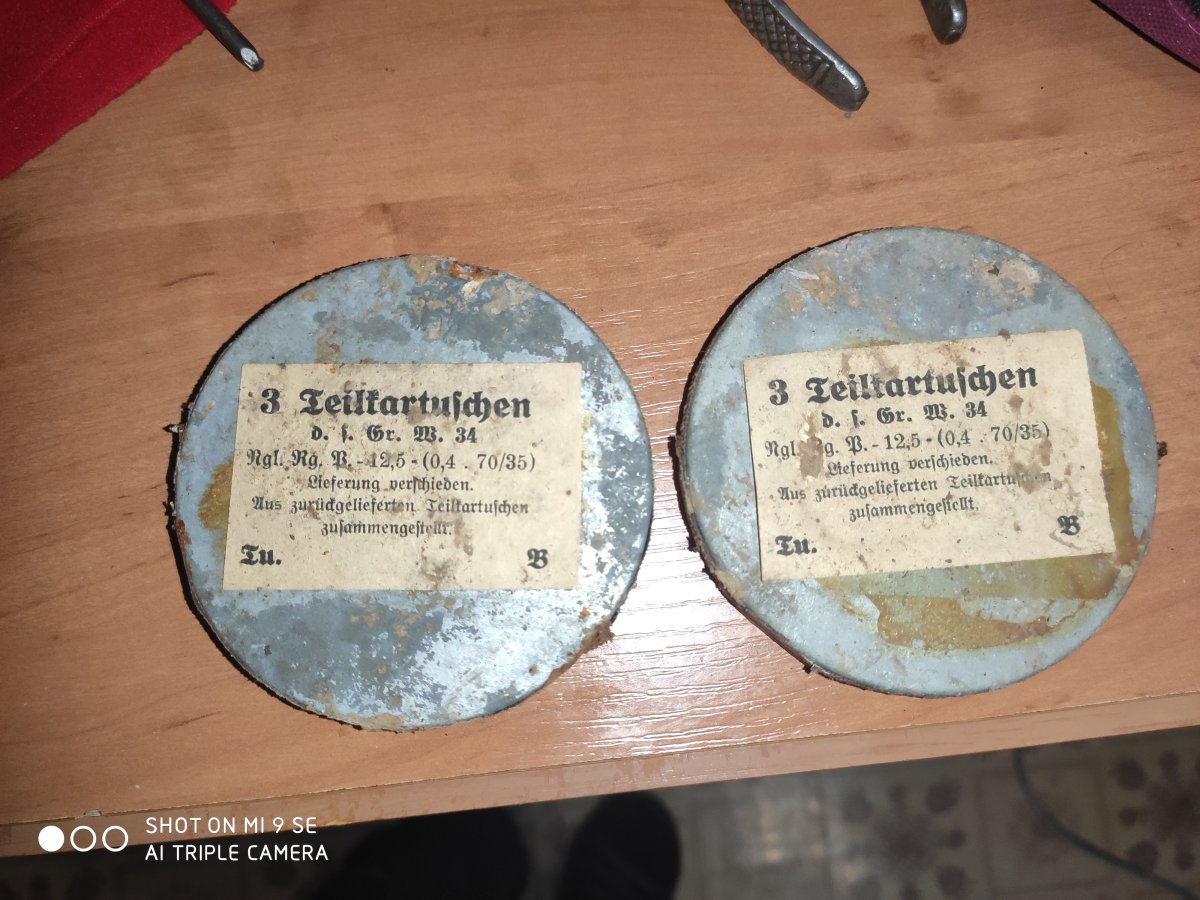 3 Teilkartuschen
d. s. Gr. W. 34
Ngl. Rg. P. - 12,5 - (0,4 . 70/35)
Lieferung verschieden.
Aus zurückgelieferten Teilkartuschen
zusammengestellt.
Tu. B
3 Teilkartuschen
d. s. Gr. W. 34
Ngl. g. P. - 12,5 - (0,4 . 70/35)
Lieferung verschieden.
Aus zurückgelieferten
zusammengestellt.
Tu. B
SHOT ON MI 9 SE
AI TRIPLE CAMERA